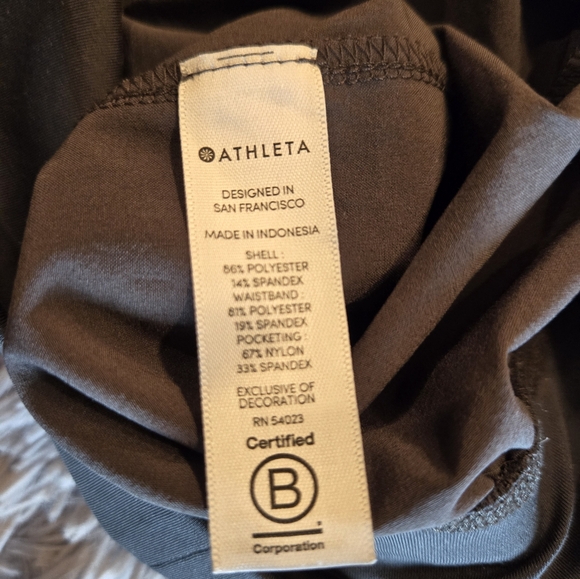 ATHLETA
DESIGNED IN
SAN FRANCISCO
MADE IN INDONESIA
SHELL :
86% POLYESTER
14% SPANDEX
WAISTBAND :
81% POLYESTER
19% SPANDEX
POCKETING :
67% NYLON
33% SPANDEX
EXCLUSIVE OF
DECORATION
RN 54023
Certified
B
Corporation